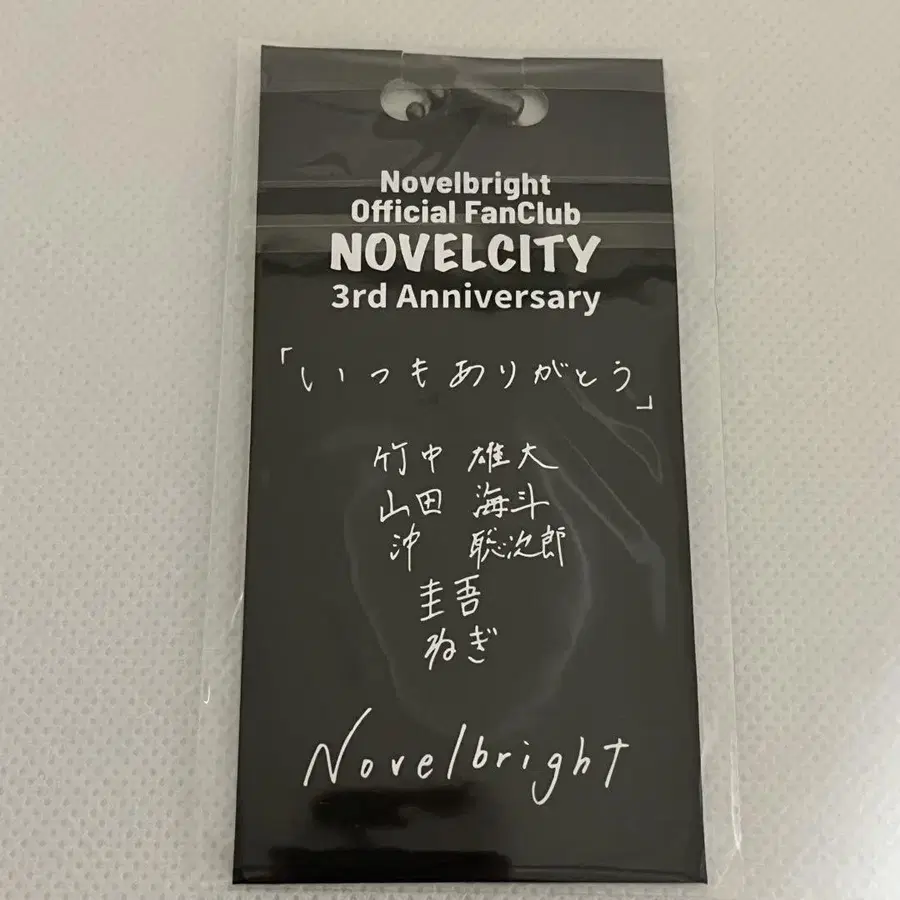 Novelbright
Official FanClub
NOVELCITY
3rd Anniversary
「いつもありがとう」
竹中 雄大
山田 海斗
沖 聡次郎
圭吾
ねぎ
Novelbright